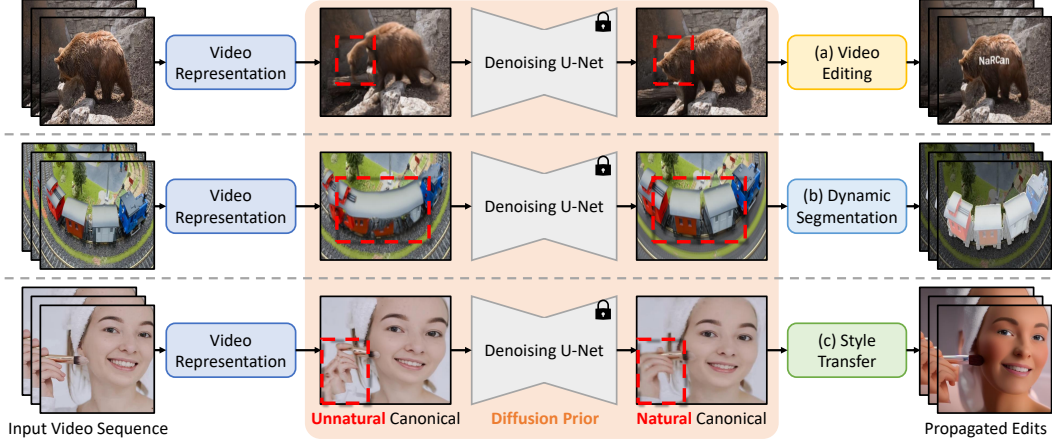 Video
Representation
Denoising U-Net
(a) Video
Editing
NaRCan
Video
Representation
Denoising U-Net
(b) Dynamic
Segmentation
Video
Representation
Denoising U-Net
(c) Style
Transfer
Input Video Sequence
Unnatural Canonical
Diffusion Prior
Natural Canonical
Propagated Edits